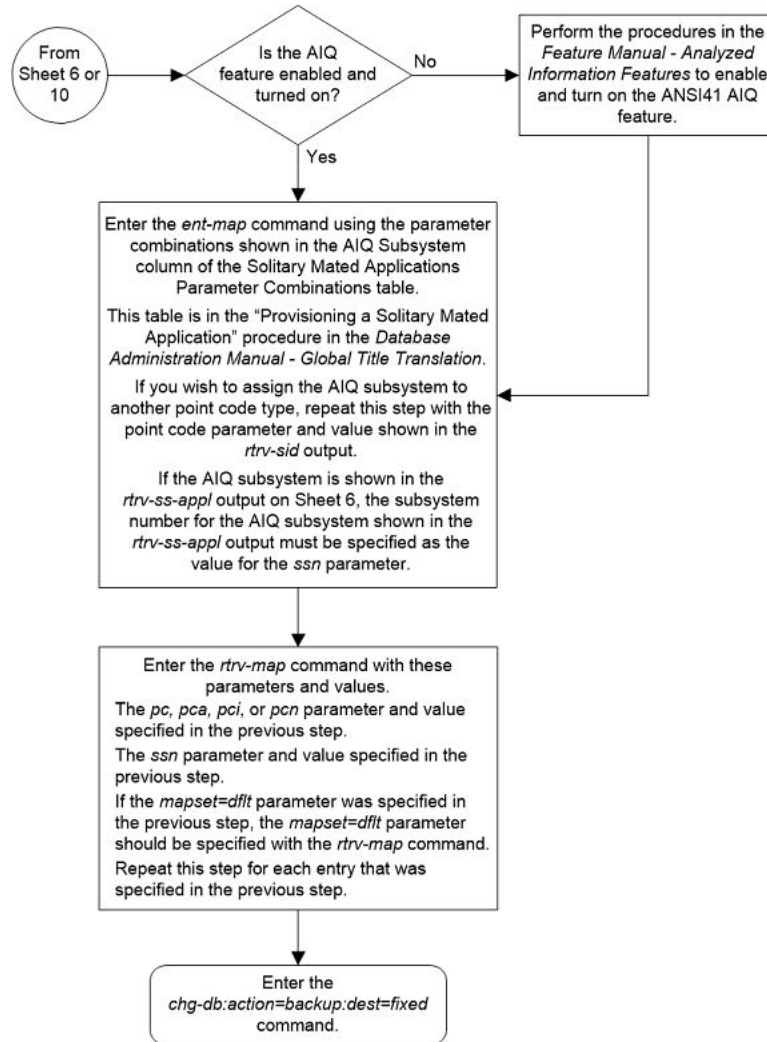 From
Sheet 6 or
10
Is the AIQ
feature enabled and
turned on?
No
Perform the procedures in the
Feature Manual - Analyzed
Information Features to enable
and turn on the ANSI41 AIQ
feature.
Yes
Enter the ent-map command using the parameter
combinations shown in the AIQ Subsystem
column of the Solitary Mated Applications
Parameter Combinations table.
This table is in the “Provisioning a Solitary Mated
Application” procedure in the Database
Administration Manual - Global Title Translation.
If you wish to assign the AIQ subsystem to
another point code type, repeat this step with the
point code parameter and value shown in the
rtrv-sid output.
If the AIQ subsystem is shown in the
rtrv-ss-appl output on Sheet 6, the subsystem
number for the AIQ subsystem shown in the
rtrv-ss-appl output must be specified as the
value for the ssn parameter.
Enter the rtrv-map command with these
parameters and values.
The pc, pca, pci, or pcn parameter and value
specified in the previous step.
The ssn parameter and value specified in the
previous step.
If the mapset=dflt parameter was specified in
the previous step, the mapset=dflt parameter
should be specified with the rtrv-map command.
Repeat this step for each entry that was
specified in the previous step.
Enter the
chg-db:action=backup:dest=fixed
command.